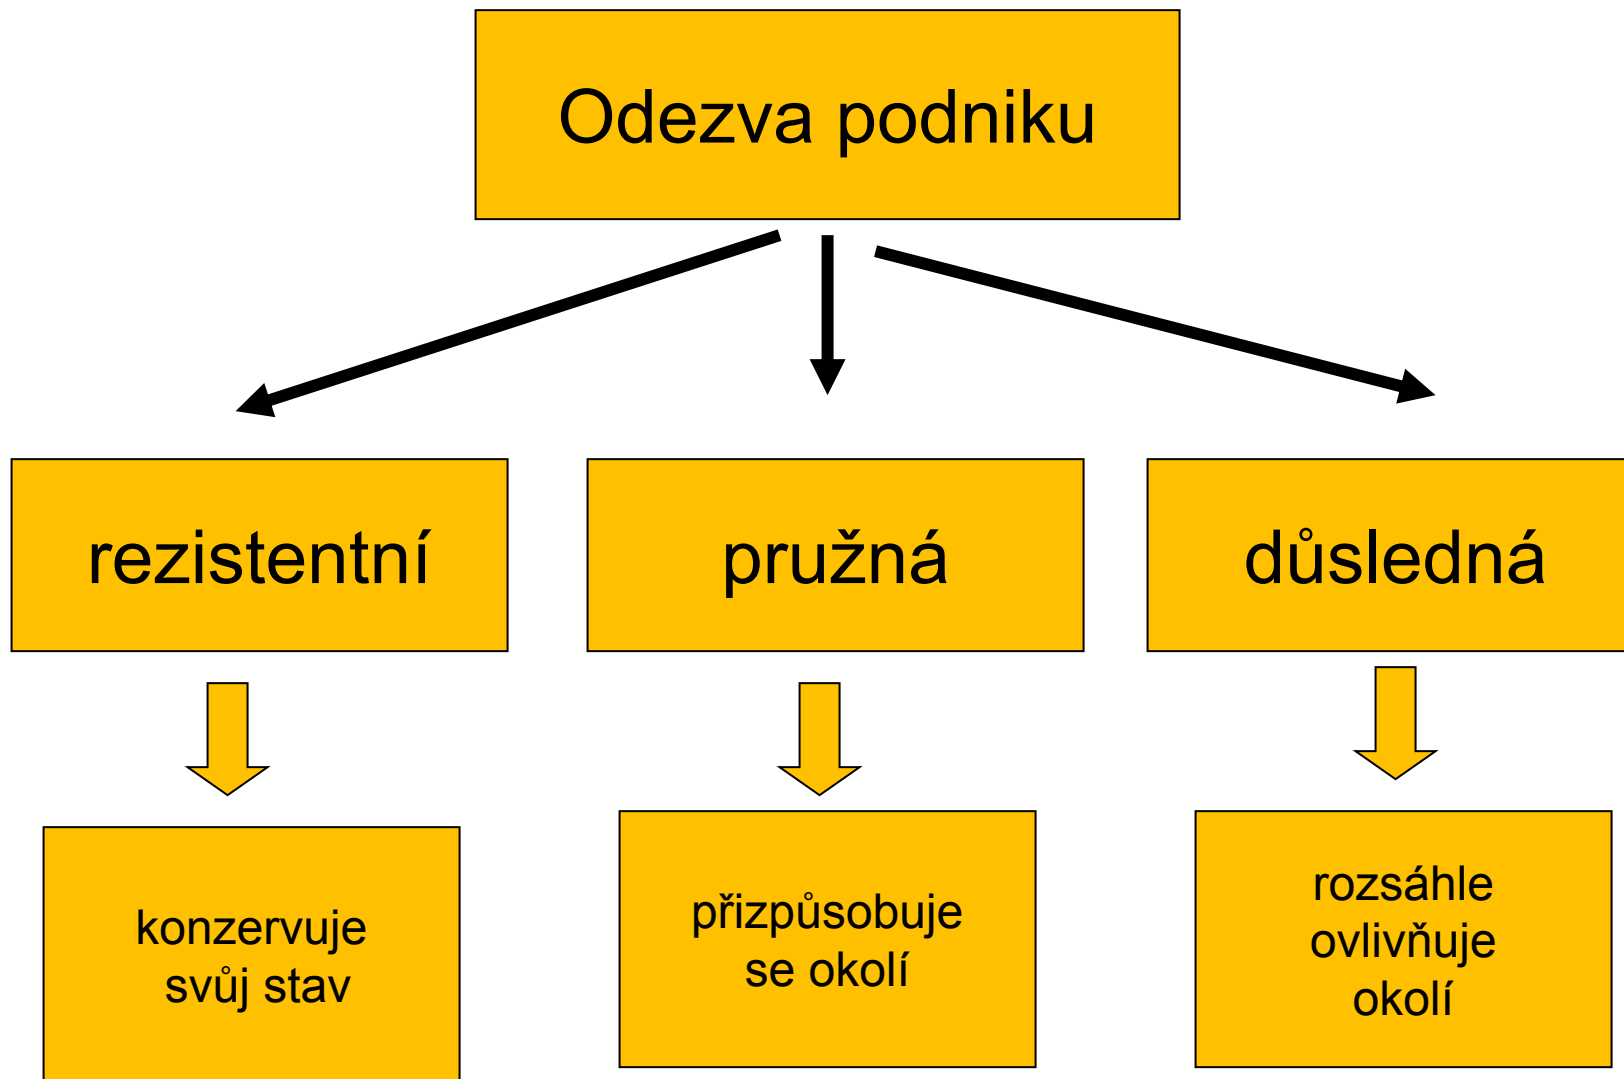 Odezva podniku
rezistentní
pružná
důsledná
konzervuje
svůj stav
přizpůsobuje
se okolí
rozsáhle
ovlivňuje
okolí